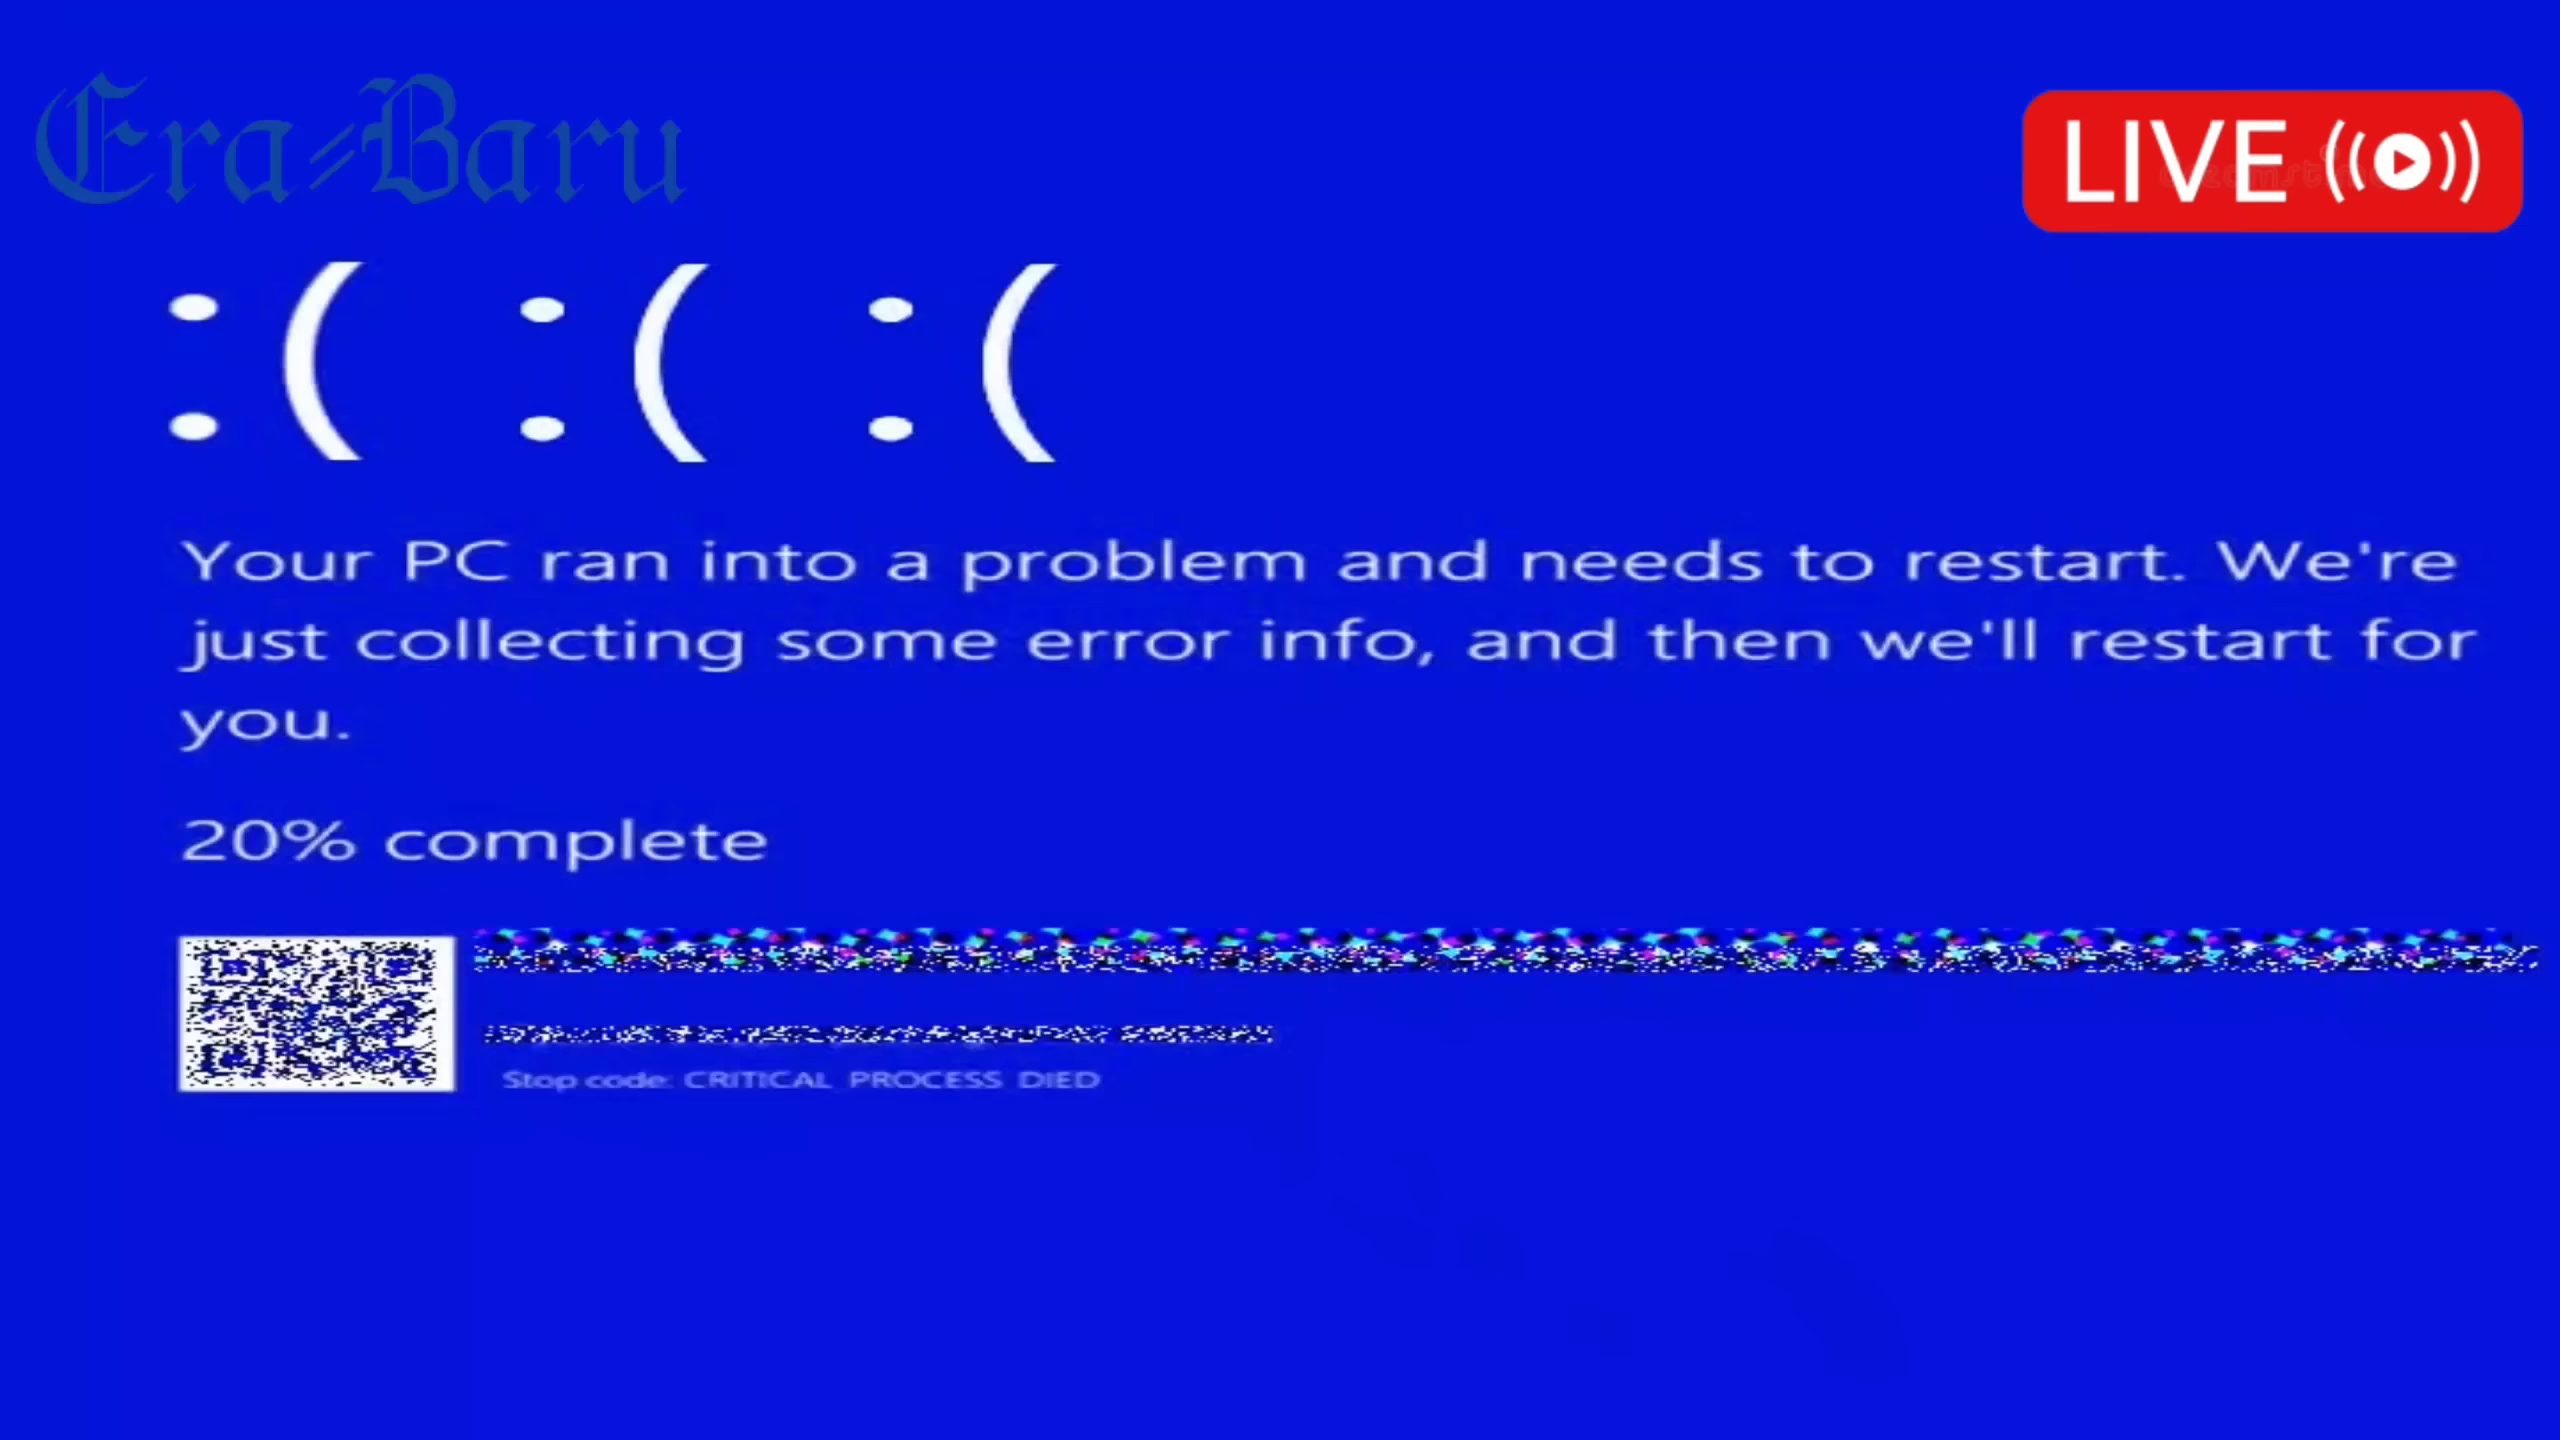 Era=Baru
LIVE
:( :( :(
Your PC ran into a problem and needs to restart. We're
just collecting some error info, and then we'll restart for
you.
20% complete
Stop code: CRITICAL PROCESS DIED